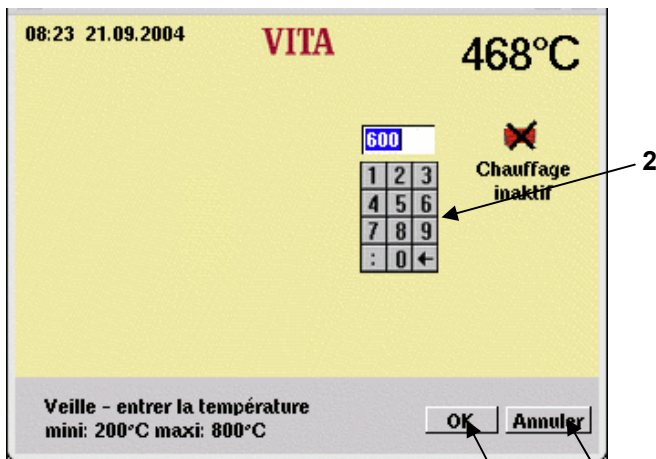 08:23 21.09.2004 VITA 468°C
600
Chauffage
inaktif
2
1 2 3
4 5 6
7 8 9
: 0 ←
Veille - entrer la température
mini: 200°C maxi: 800°C
OK Annuler